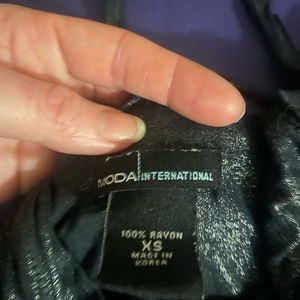 MODA INTERNATIONAL
100% RAYON
XS
MADE IN
KOREA